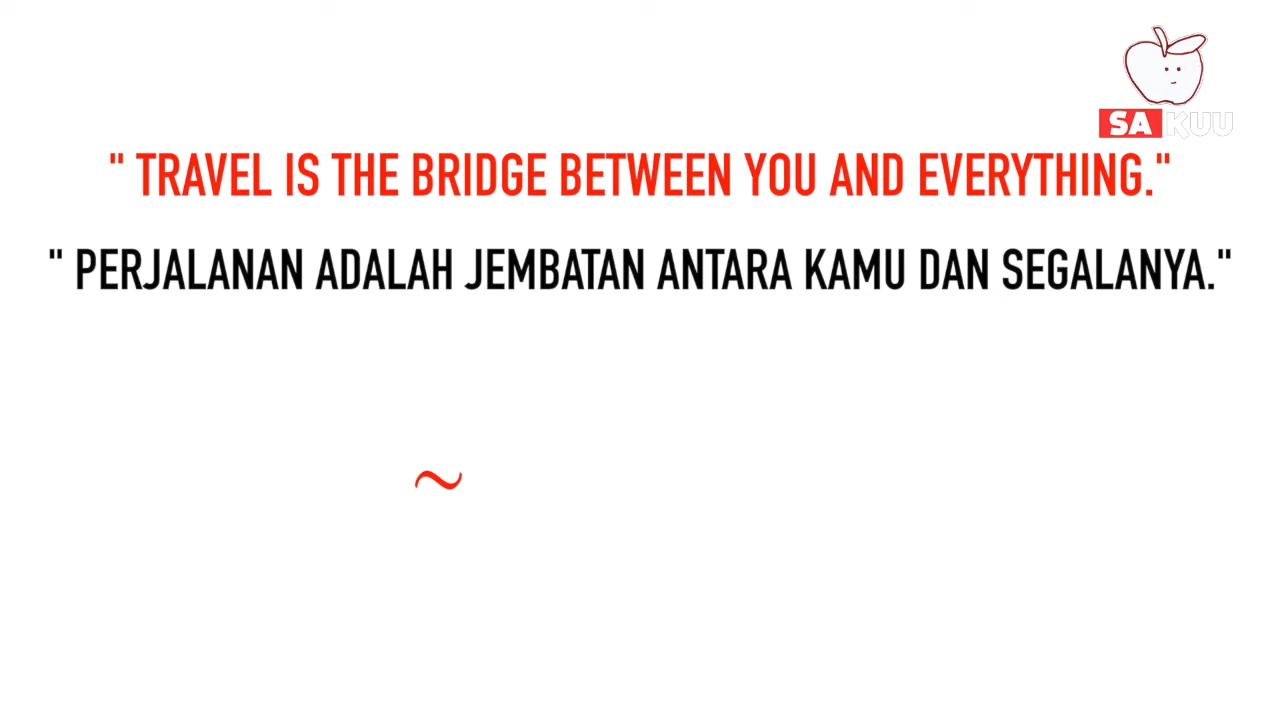 SAKUU
" TRAVEL IS THE BRIDGE BETWEEN YOU AND EVERYTHING."
" PERJALANAN ADALAH JEMBATAN ANTARA KAMU DAN SEGALANYA."
~